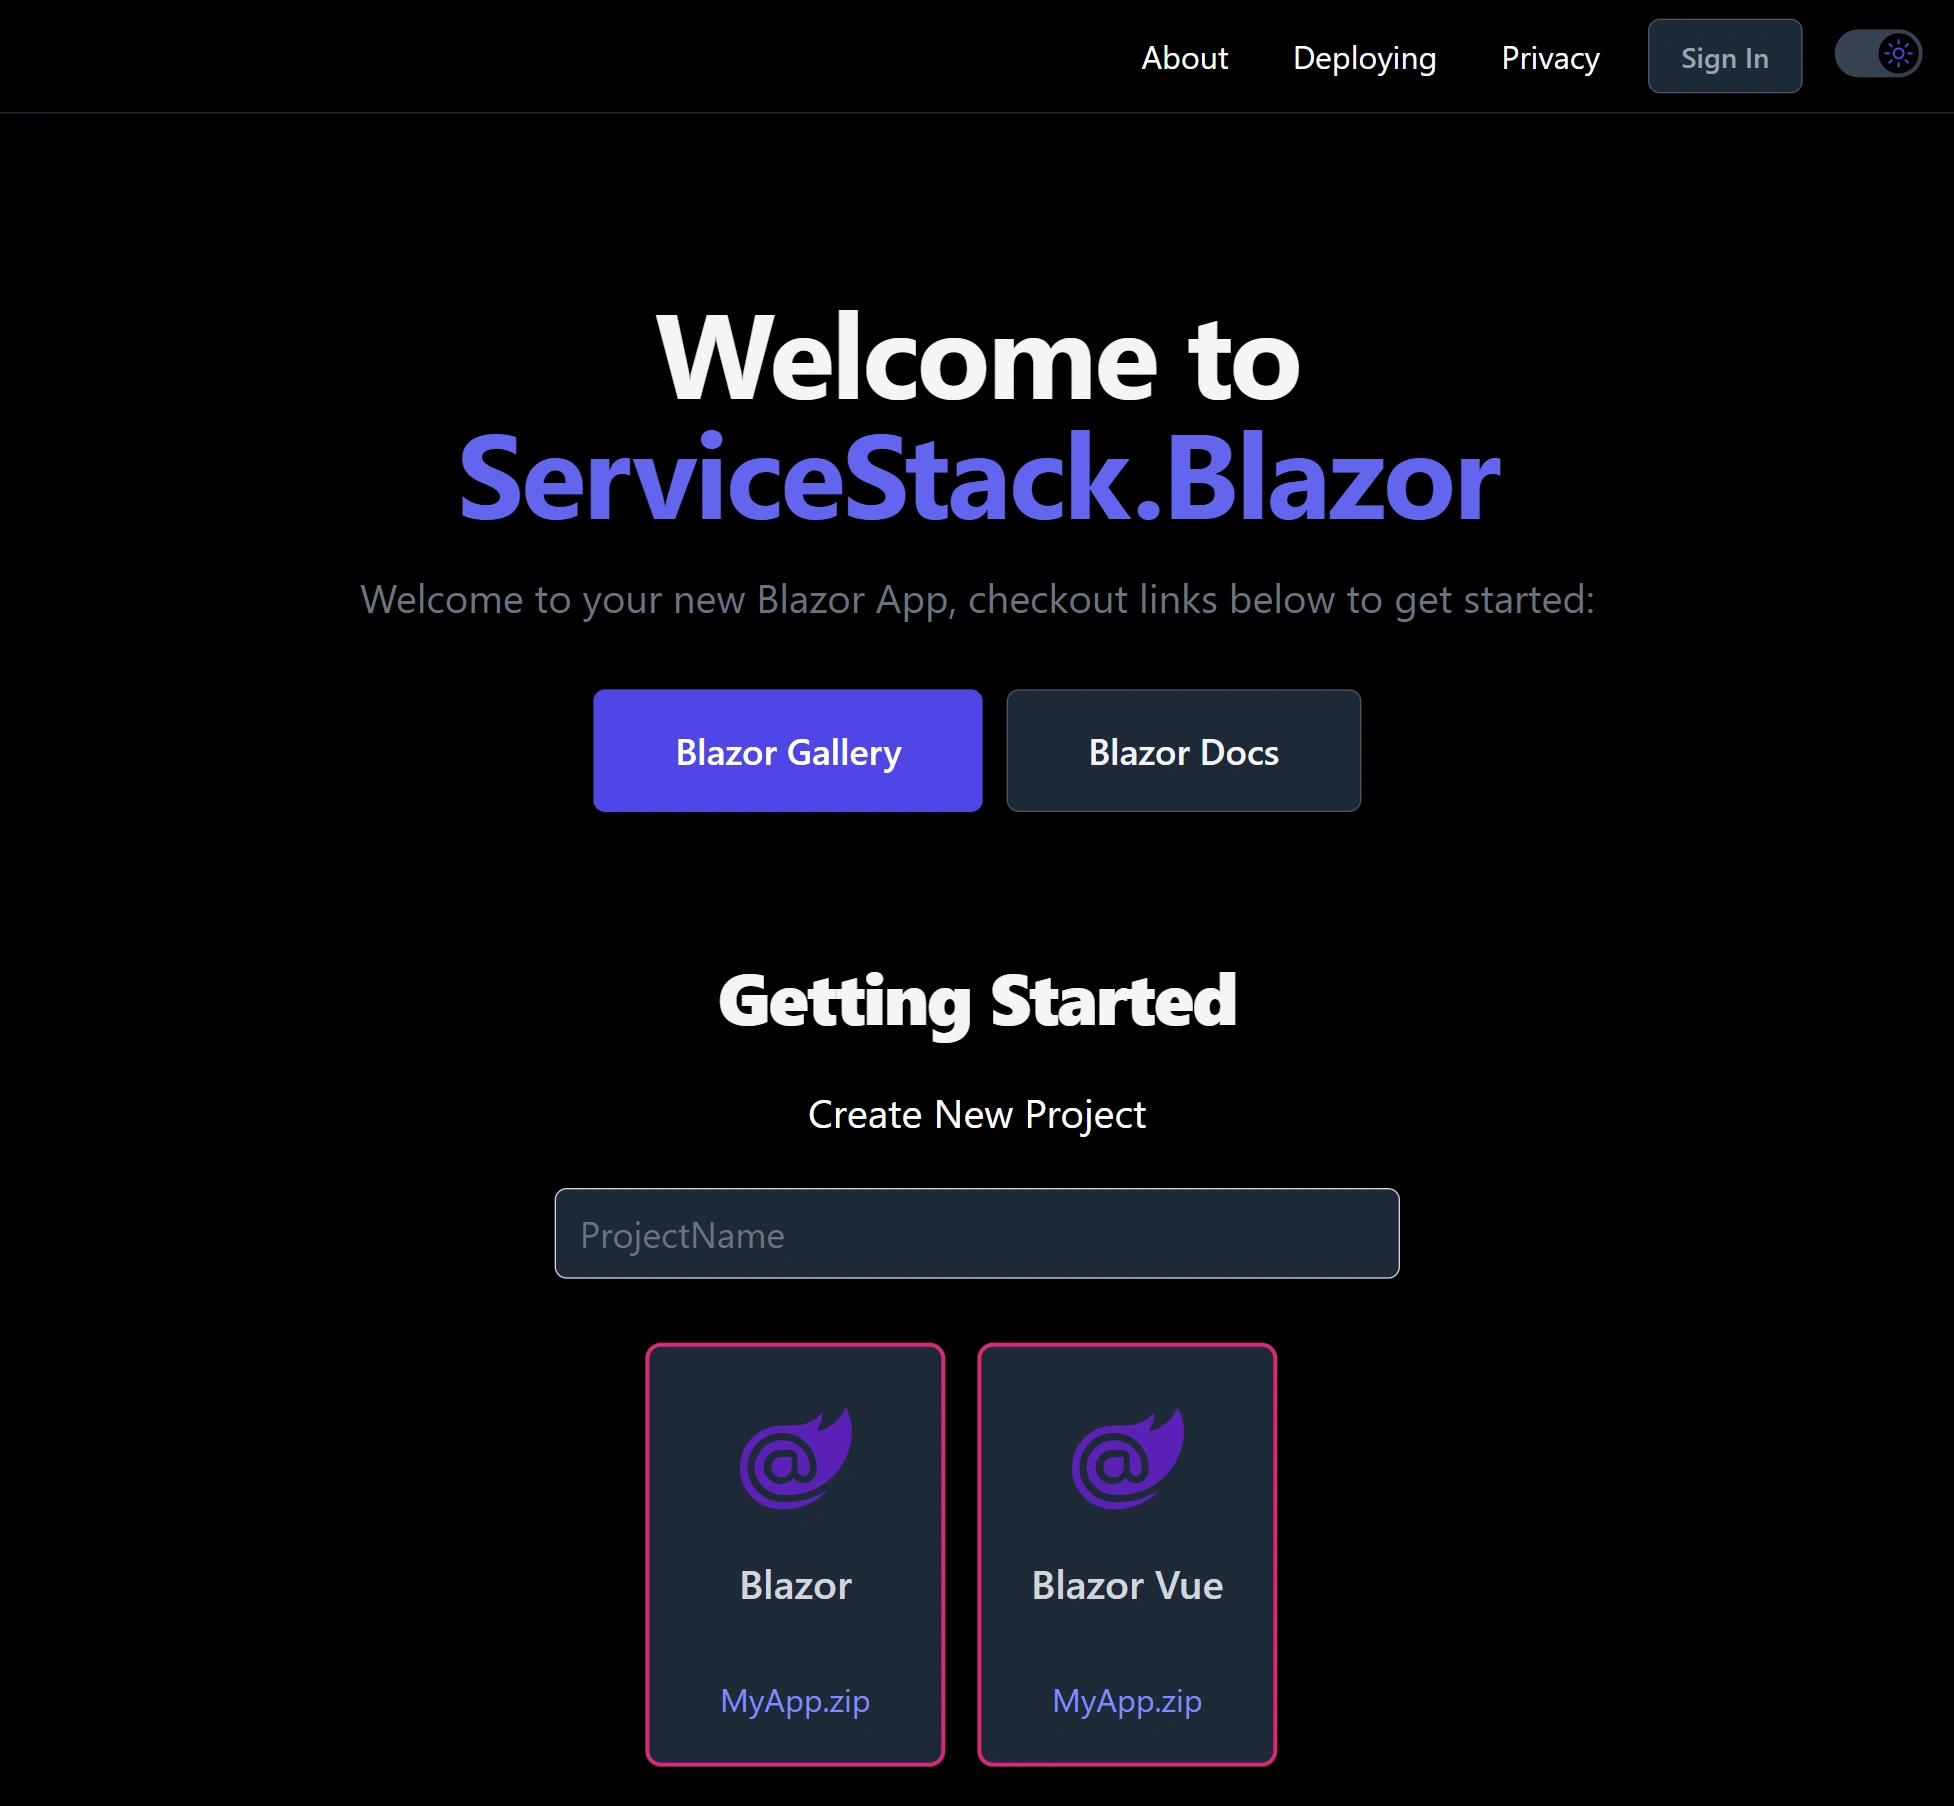 About Deploying Privacy Sign In
Welcome to
ServiceStack.Blazor
Welcome to your new Blazor App, checkout links below to get started:
Blazor Gallery Blazor Docs
Getting Started
Create New Project
ProjectName
Blazor Blazor Vue
MyApp.zip MyApp.zip